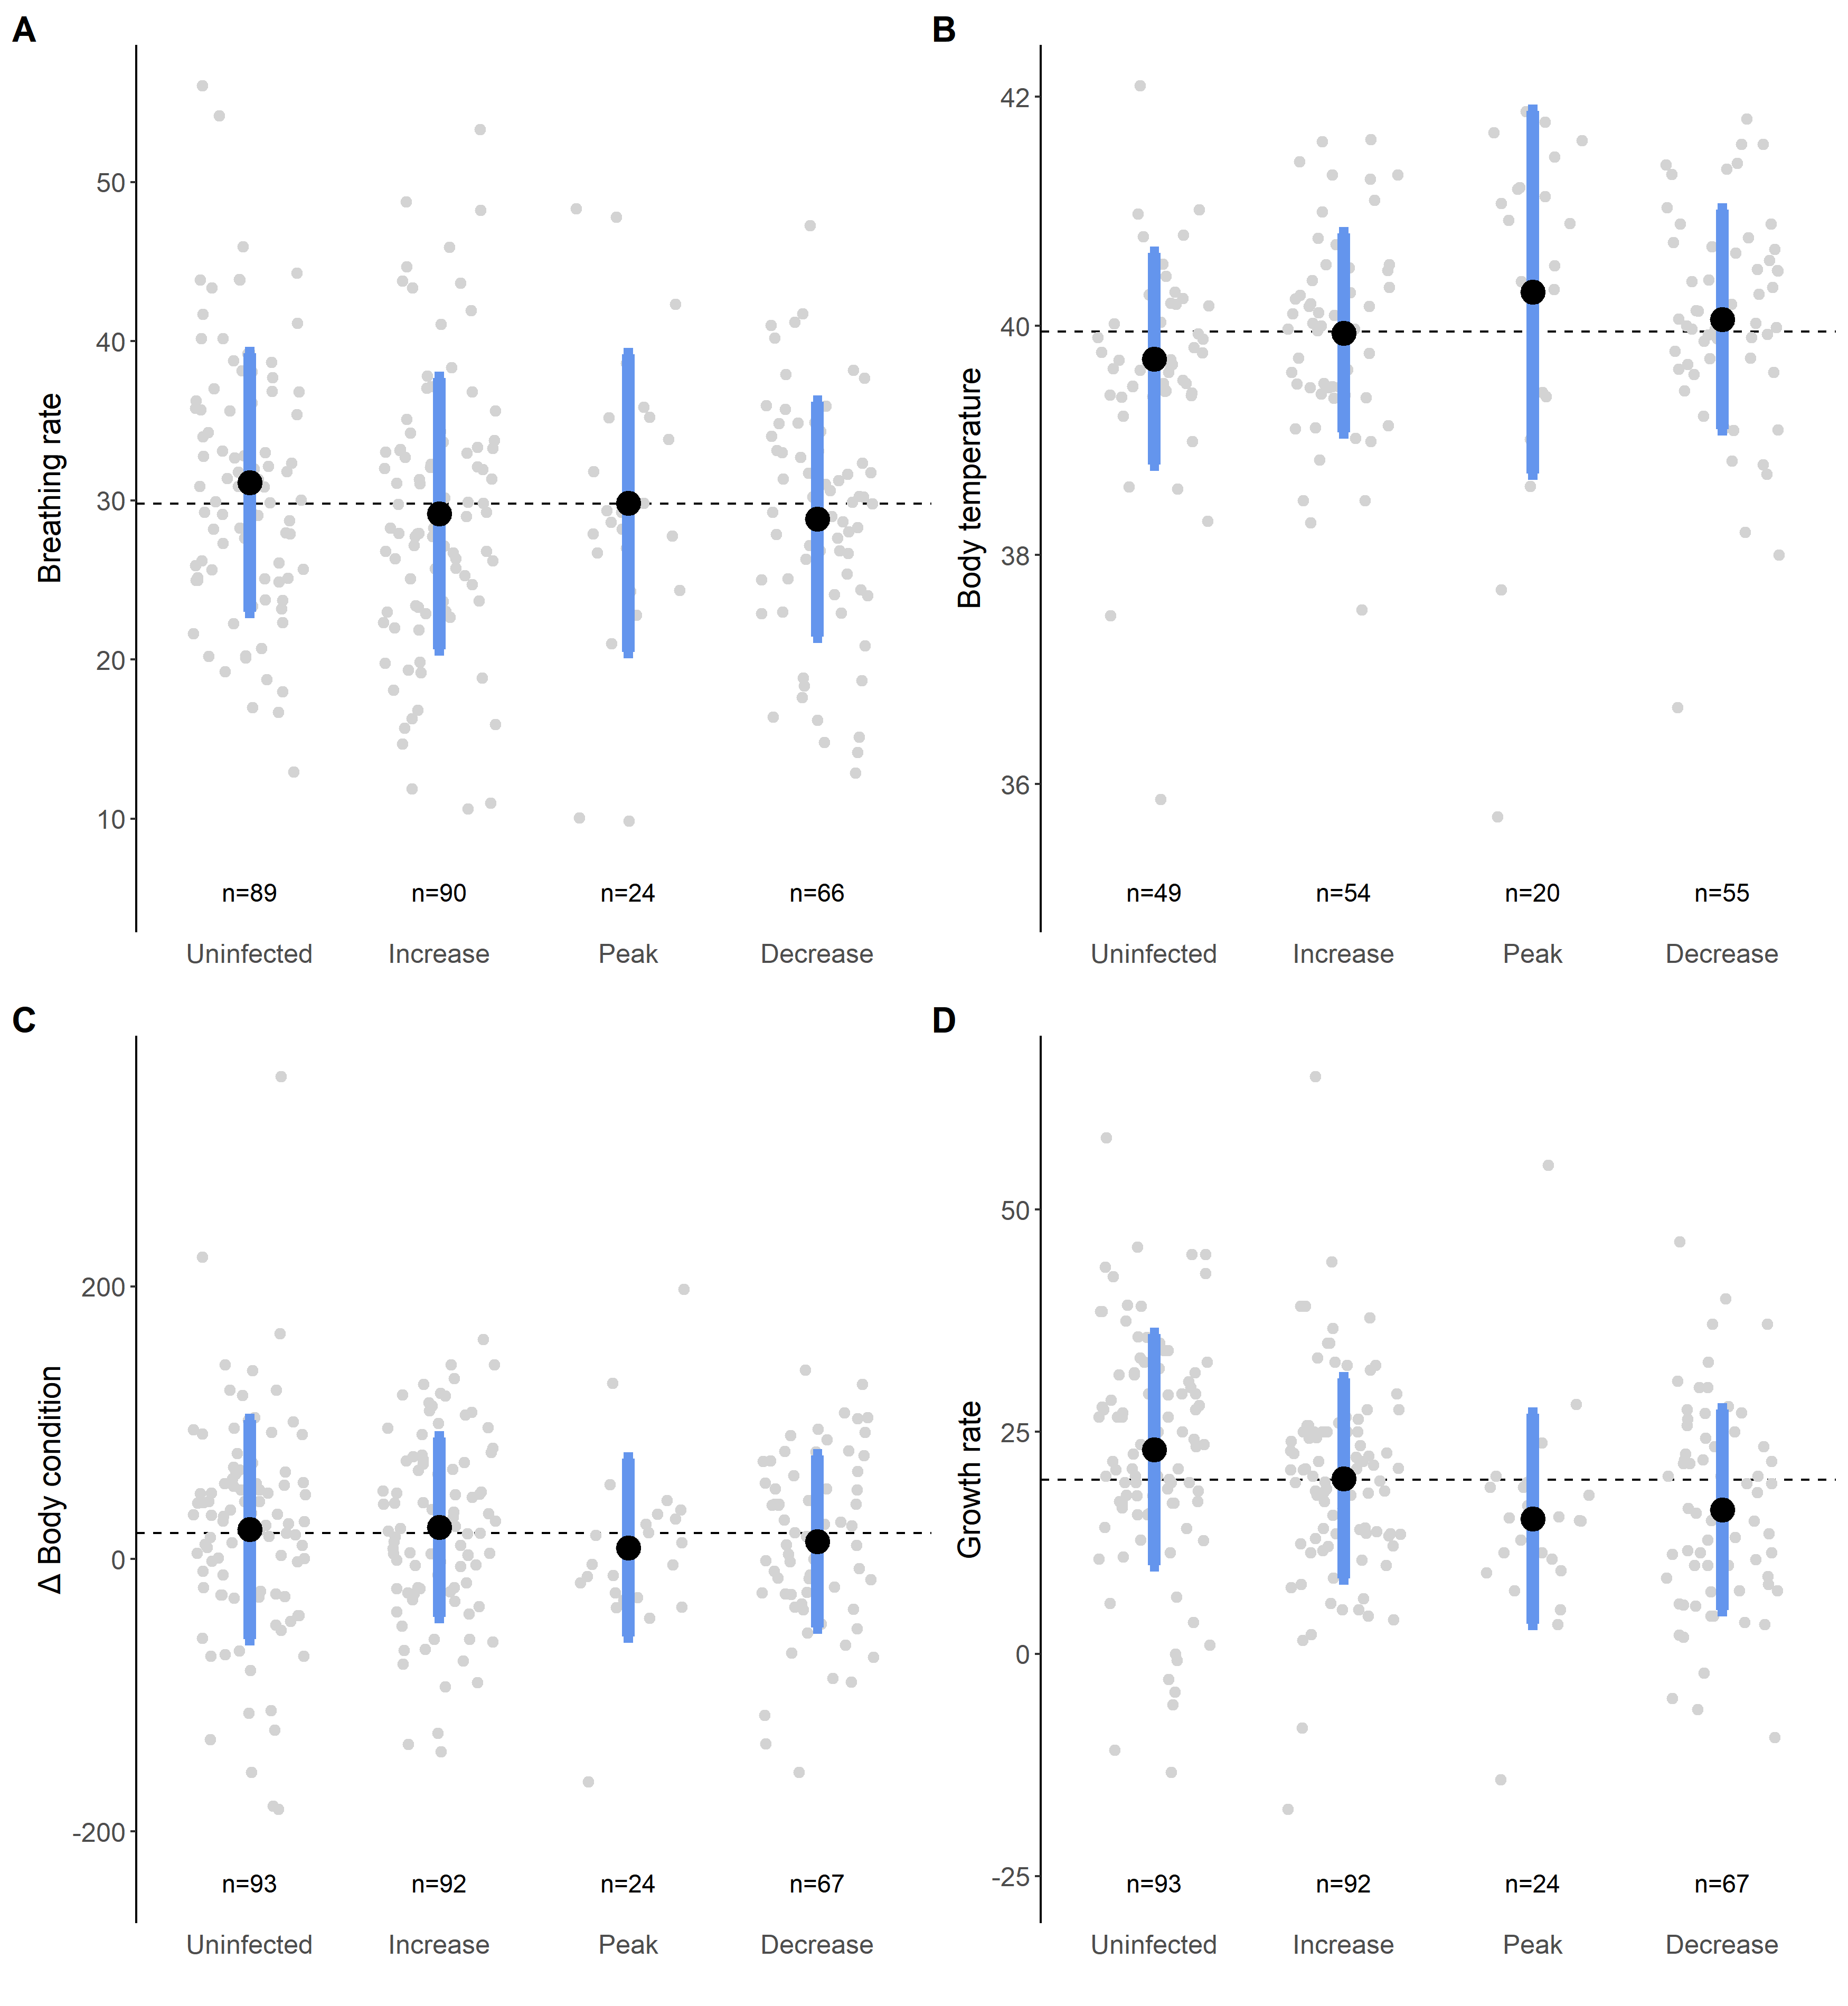 A
Breathing rate
50
40
30
20
10
n=89 n=90 n=24 n=66
Uninfected Increase Peak Decrease
B
Body temperature
42
40
38
36
n=49 n=54 n=20 n=55
Uninfected Increase Peak Decrease
C
Δ Body condition
200
0
-200
n=93 n=92 n=24 n=67
Uninfected Increase Peak Decrease
D
Growth rate
50
25
0
-25
n=93 n=92 n=24 n=67
Uninfected Increase Peak Decrease